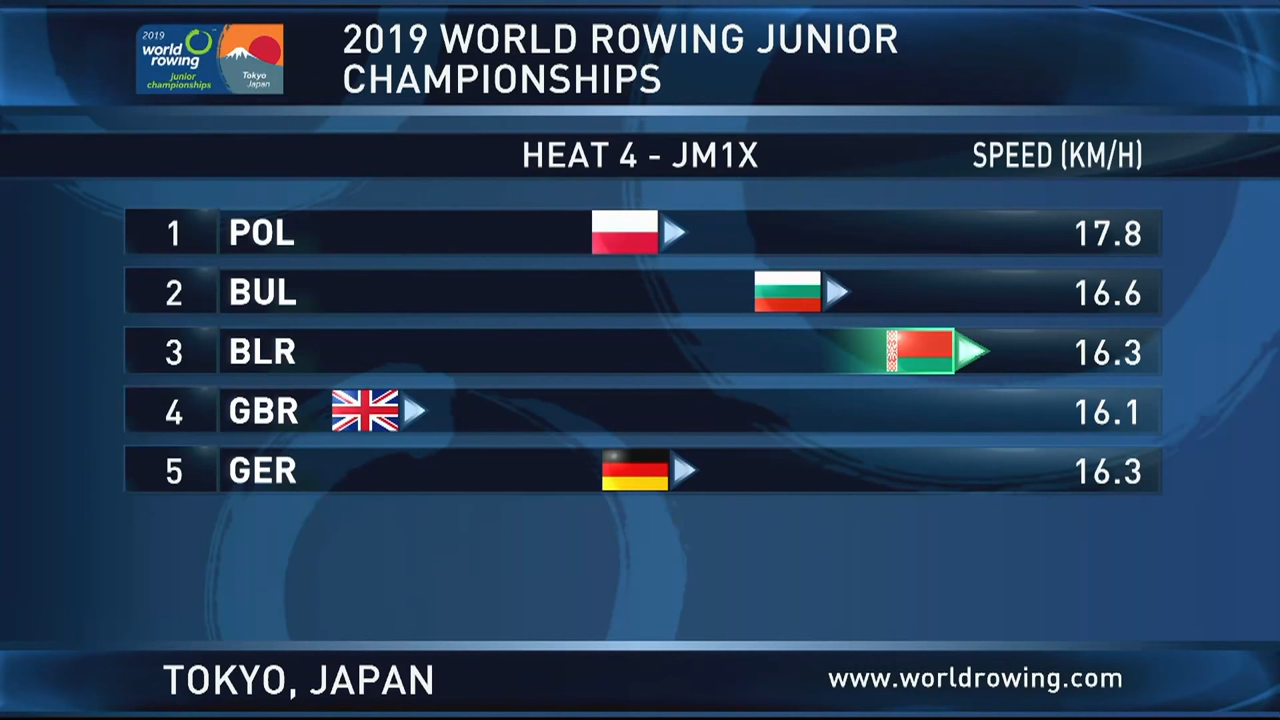 2019
world
rowing
junior
championships
Tokyo
Japan
2019 WORLD ROWING JUNIOR
CHAMPIONSHIPS
HEAT 4 - JM1X SPEED (KM/H)
1 POL 17.8
2 BUL 16.6
3 BLR 16.3
4 GBR 16.1
5 GER 16.3
TOKYO, JAPAN www.worldrowing.com